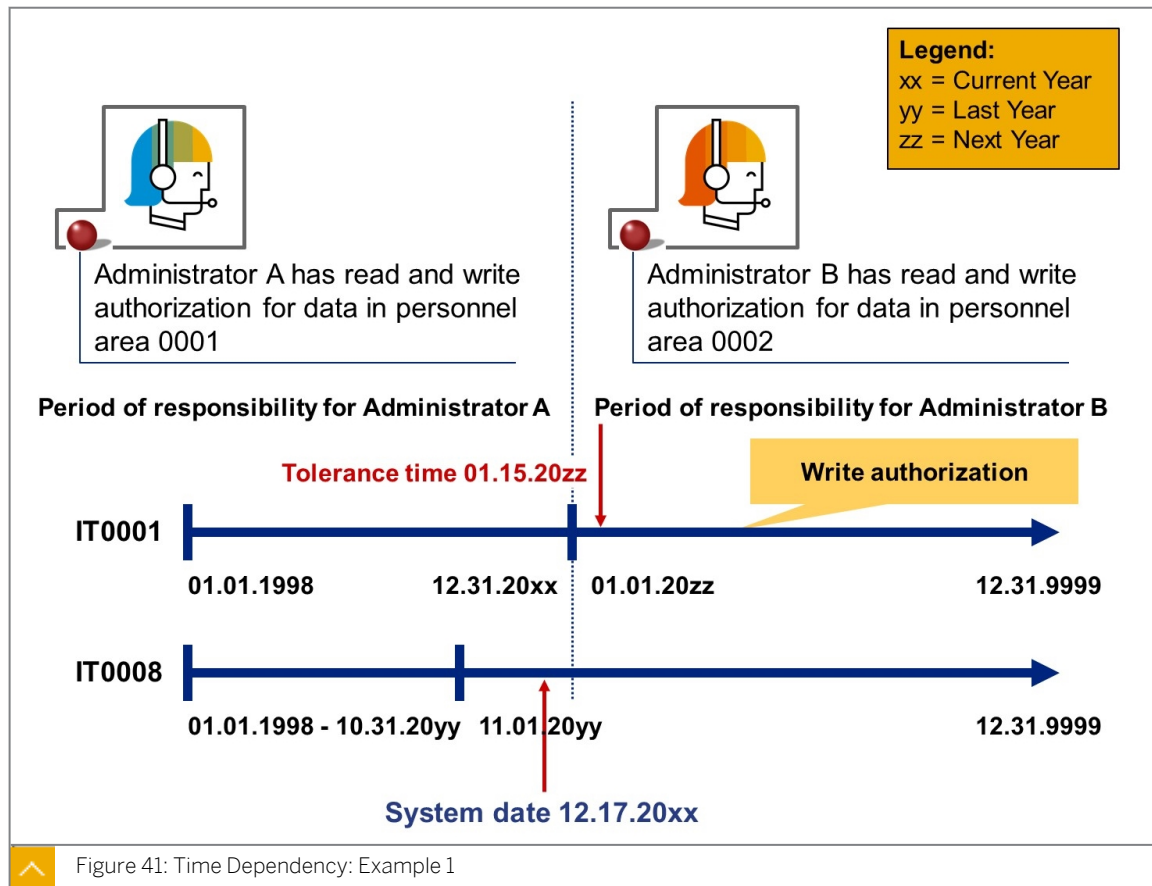 Legend:
xx = Current Year
yy = Last Year
zz = Next Year
Administrator A has read and write
authorization for data in personnel
area 0001
Administrator B has read and write
authorization for data in personnel
area 0002
Period of responsibility for Administrator A
Period of responsibility for Administrator B
Tolerance time 01.15.20zz
Write authorization
IT0001
01.01.1998
12.31.20xx
01.01.20zz
12.31.9999
IT0008
01.01.1998 - 10.31.20yy
11.01.20yy
12.31.9999
System date 12.17.20xx
Figure 41: Time Dependency: Example 1